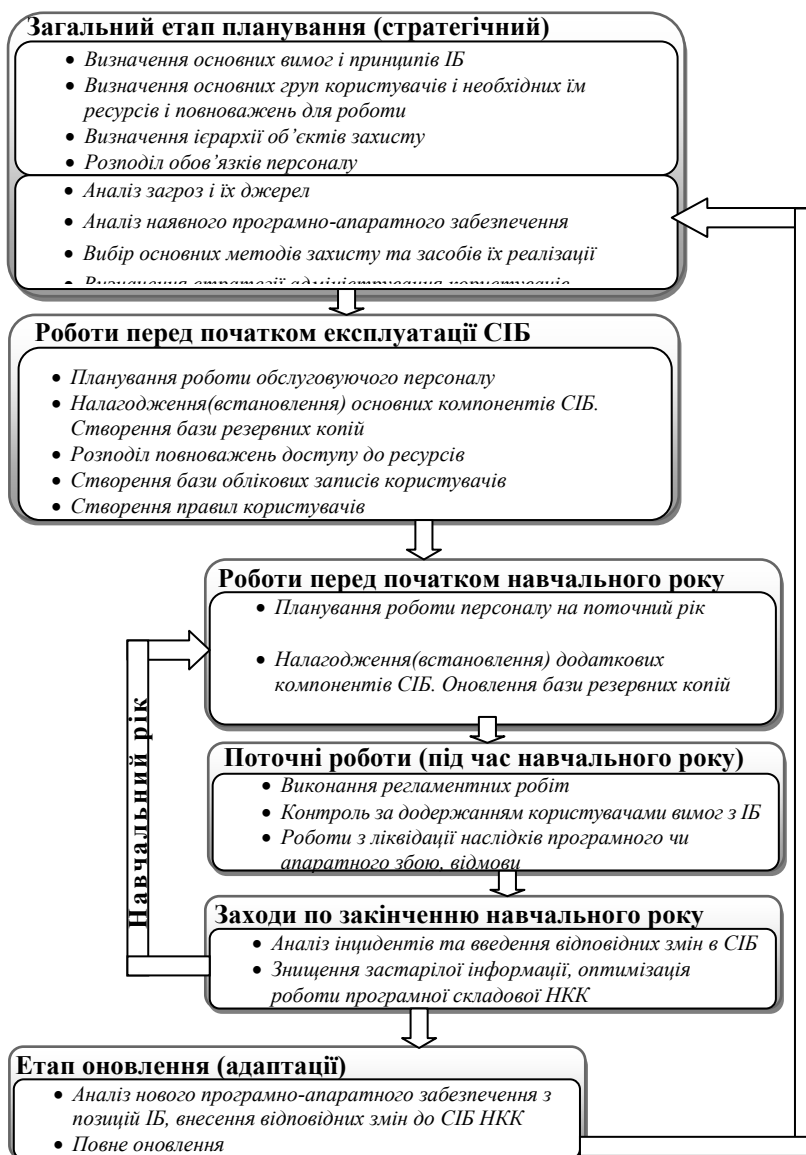 Загальний етап планування (стратегічний)
• Визначення основних вимог і принципів ІБ
• Визначення основних груп користувачів і необхідних їм
ресурсів і повноважень для роботи
• Визначення ієрархії об’єктів захисту
• Розподіл обов’язків персоналу
• Аналіз загроз і їх джерел
• Аналіз наявного програмно-апаратного забезпечення
• Вибір основних методів захисту та засобів їх реалізації
• Визначення стратегії адміністрування користувачів
Роботи перед початком експлуатації СІБ
• Планування роботи обслуговуючого персоналу
• Налагодження(встановлення) основних компонентів СІБ.
Створення бази резервних копій
• Розподіл повноважень доступу до ресурсів
• Створення бази облікових записів користувачів
• Створення правил користувачів
Роботи перед початком навчального року
• Планування роботи персоналу на поточний рік
• Налагодження(встановлення) додаткових
компонентів СІБ. Оновлення бази резервних копій
Навчальний рік
Поточні роботи (під час навчального року)
• Виконання регламентних робіт
• Контроль за додержанням користувачами вимог з ІБ
• Роботи з ліквідації наслідків програмного чи
апаратного збою, відмови
Заходи по закінченню навчального року
• Аналіз інцидентів та введення відповідних змін в СІБ
• Знищення застарілої інформації, оптимізація
роботи програмної складової НКК
Етап оновлення (адаптації)
• Аналіз нового програмно-апаратного забезпечення з
позицій ІБ, внесення відповідних змін до СІБ НКК
• Повне оновлення